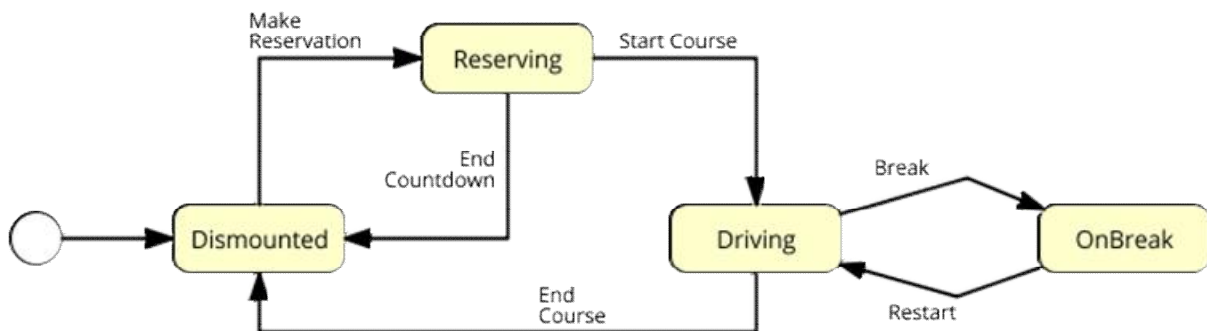 Make
Reservation
Reserving
Start Course
End
Countdown
Break
Dismounted
Driving
OnBreak
End
Course
Restart